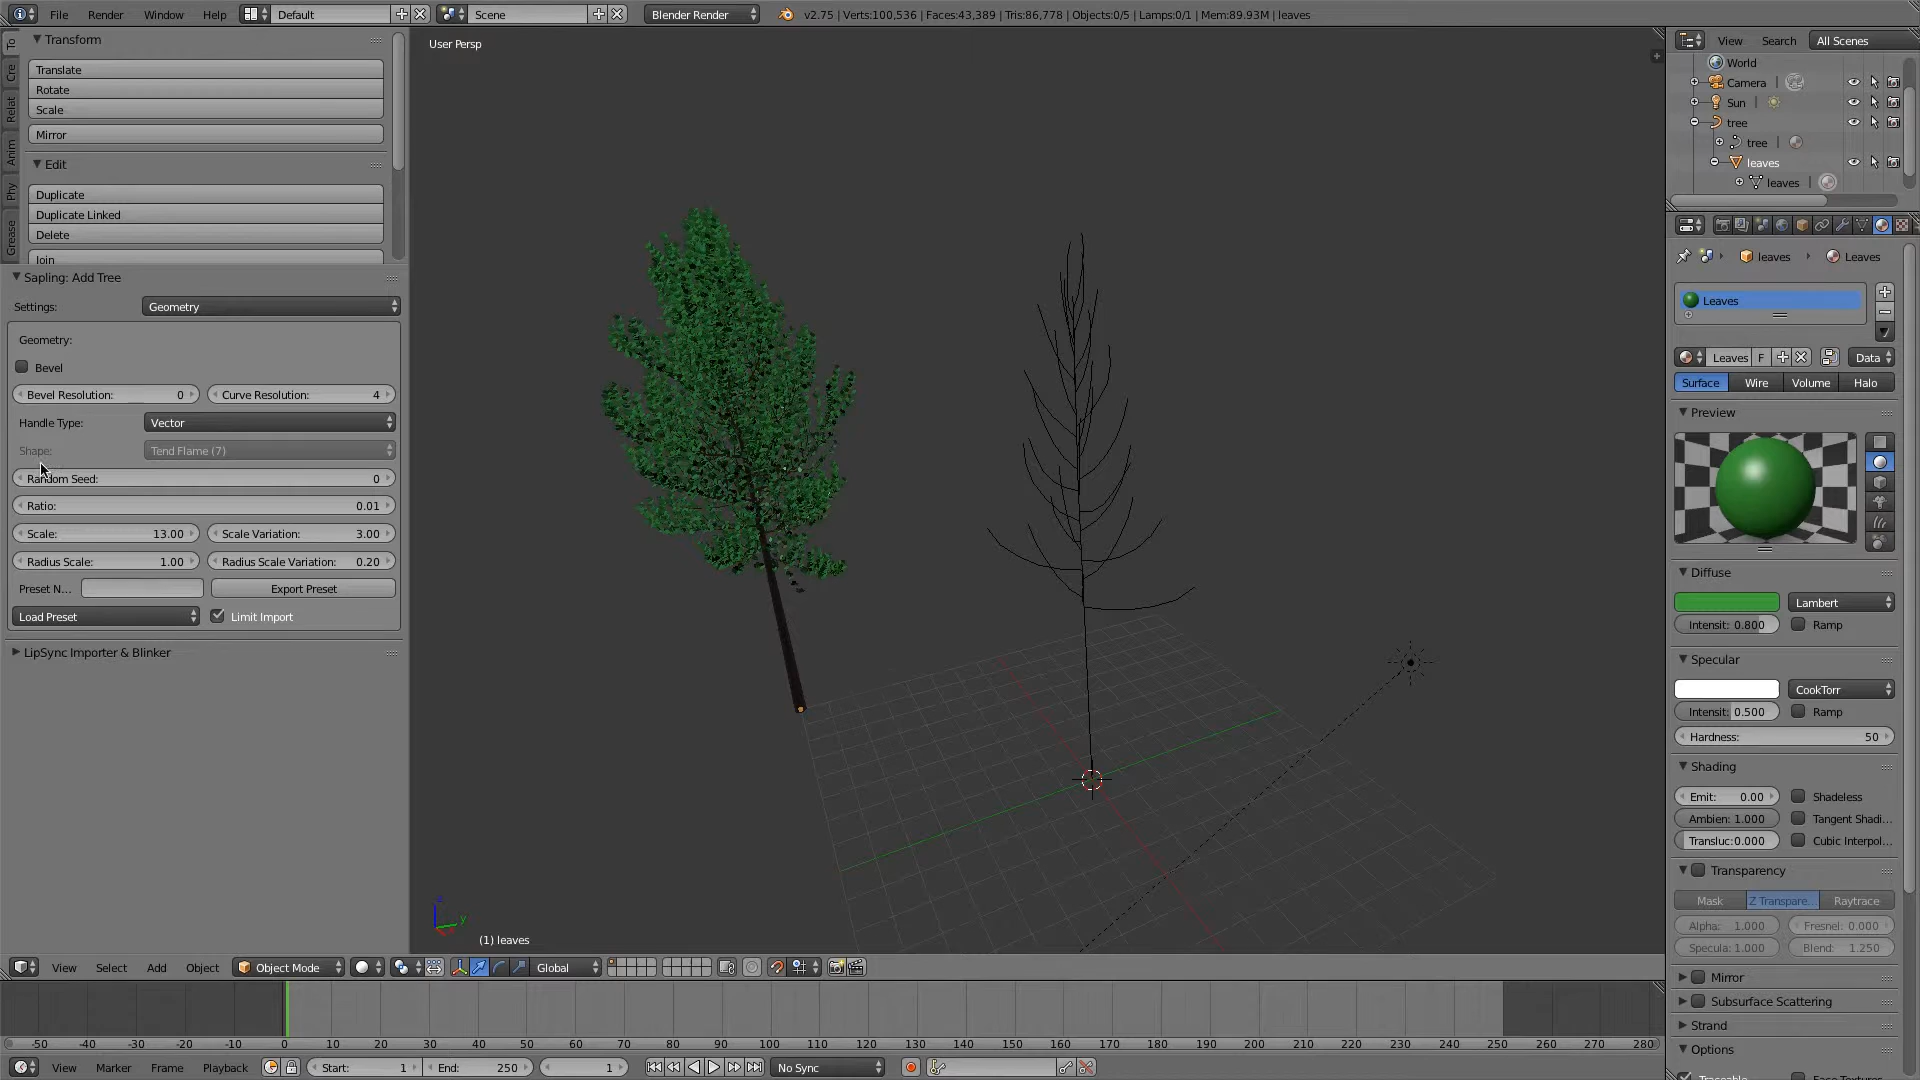 File Render Window Help Default Scene Blender Render v2.75 | Verts:100,536 | Faces:43,389 | Tris:86,778 | Objects:0/5 | Lamps:0/1 | Mem:89.93M | leaves
To
Cre
Relat
Anim
Phy
Grease
Transform
Translate
Rotate
Scale
Mirror
Edit
Duplicate
Duplicate Linked
Delete
Join
Sapling: Add Tree
Settings: Geometry
Geometry:
Bevel
Bevel Resolution: 0 Curve Resolution: 4
Handle Type: Vector
Shape: Tend Flame (7)
Random Seed: 0
Ratio: 0.01
Scale: 13.00 Scale Variation: 3.00
Radius Scale: 1.00 Radius Scale Variation: 0.20
Preset N... Export Preset
Load Preset Limit Import
LipSync Importer & Blinker
User Persp
z
y
(1) leaves
View Select Add Object Object Mode Global
-50 -40 -30 -20 -10 0 10 20 30 40 50 60 70 80 90 100 110 120 130 140 150 160 170 180 190 200 210 220 230 240 250 260 270 280
View Marker Frame Playback Start: 1 End: 250 1 No Sync
View Search All Scenes
World
Camera
Sun
tree
tree
leaves
leaves
leaves Leaves
Leaves
Leaves F Data
Surface Wire Volume Halo
Preview
Diffuse
Lambert
Intensit: 0.800 Ramp
Specular
CookTorr
Intensit: 0.500 Ramp
Hardness: 50
Shading
Emit: 0.00 Shadeless
Ambien: 1.000 Tangent Shadi...
Transluc:0.000 Cubic Interpol...
Transparency
Mask Z Transpare... Raytrace
Alpha: 1.000 Fresnel: 0.000
Specula: 1.000 Blend: 1.250
Mirror
Subsurface Scattering
Strand
Options